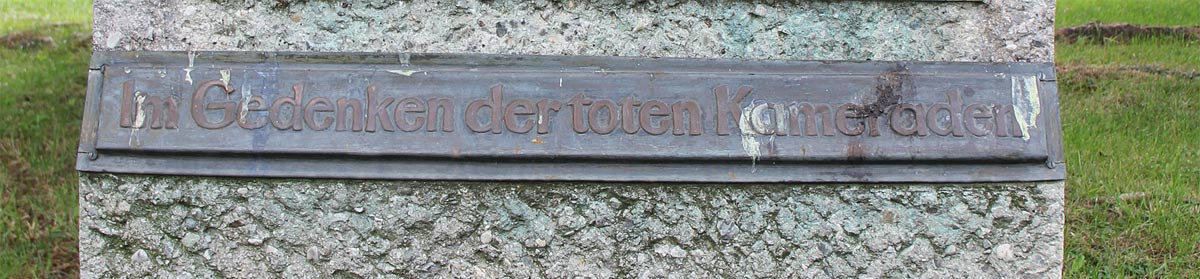 Im Gedenken der toten Kameraden